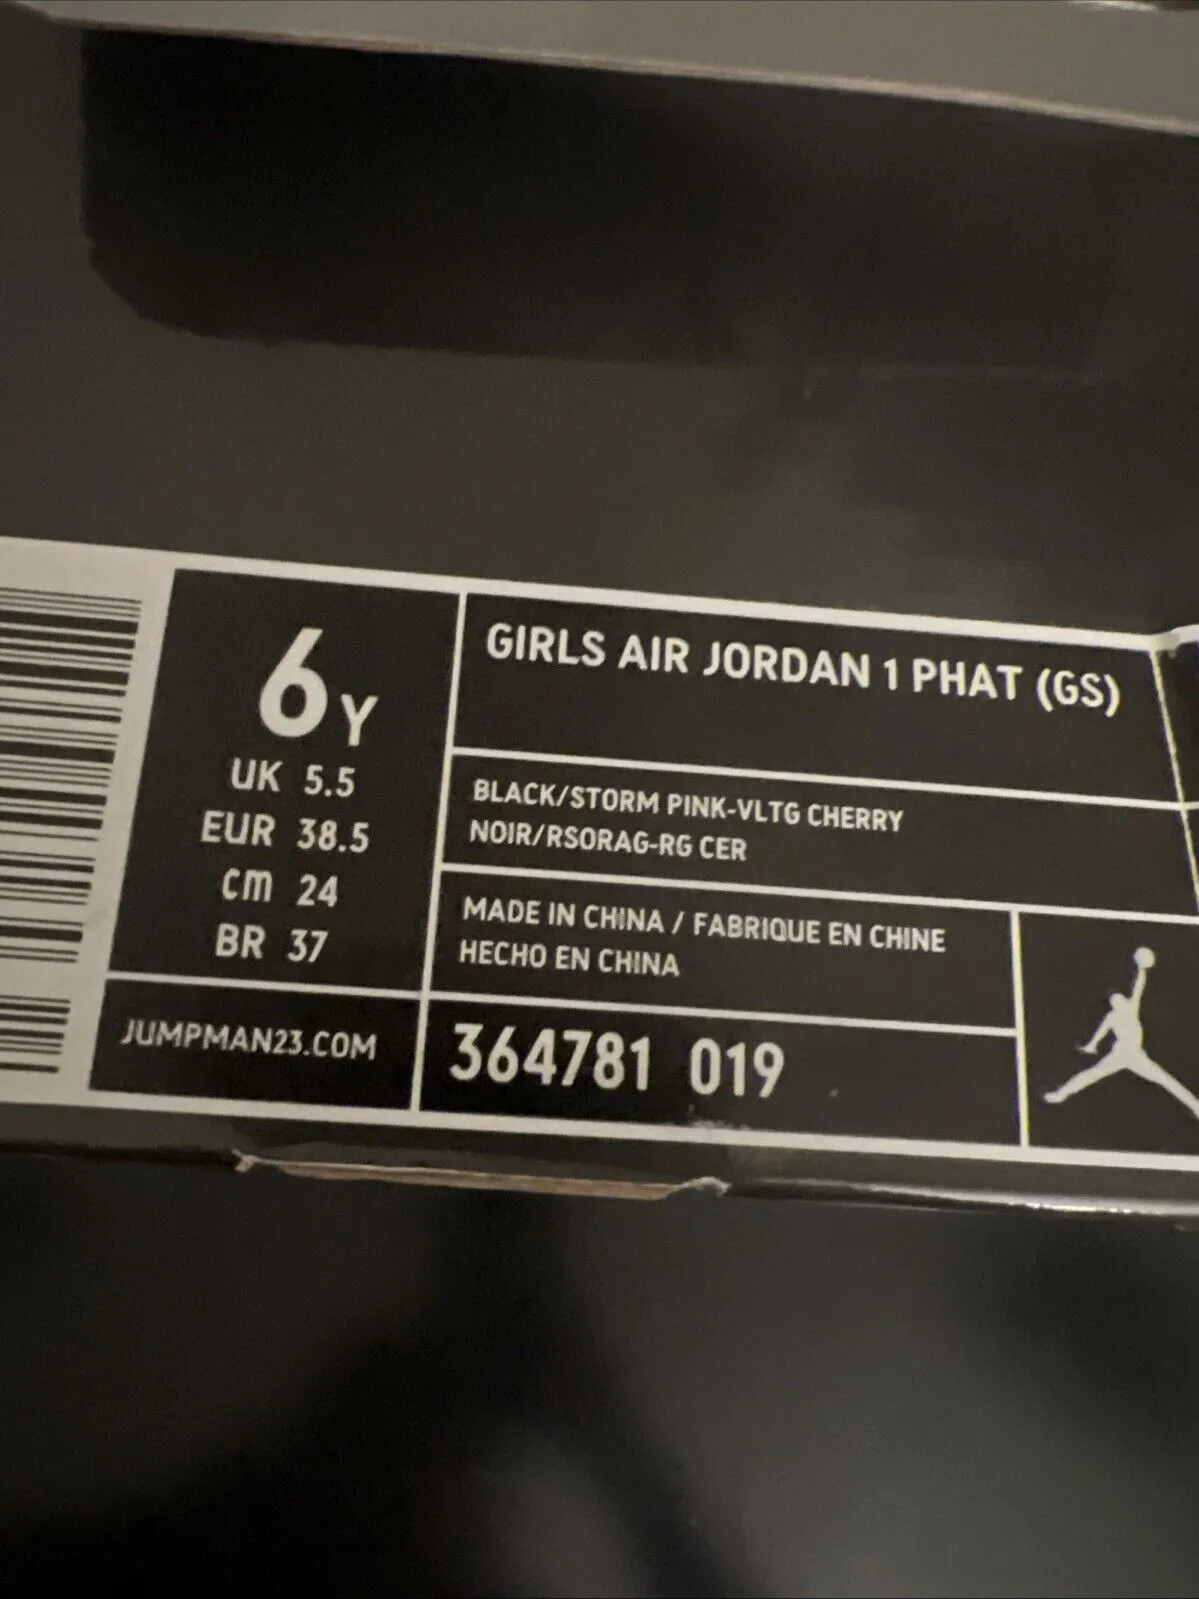 6Y
UK 5.5
EUR 38.5
cm 24
BR 37
JUMPMAN23.COM
GIRLS AIR JORDAN 1 PHAT (GS)
BLACK/STORM PINK-VLTG CHERRY
NOIR/RSORAG-RG CER
MADE IN CHINA / FABRIQUE EN CHINE
HECHO EN CHINA
364781 019